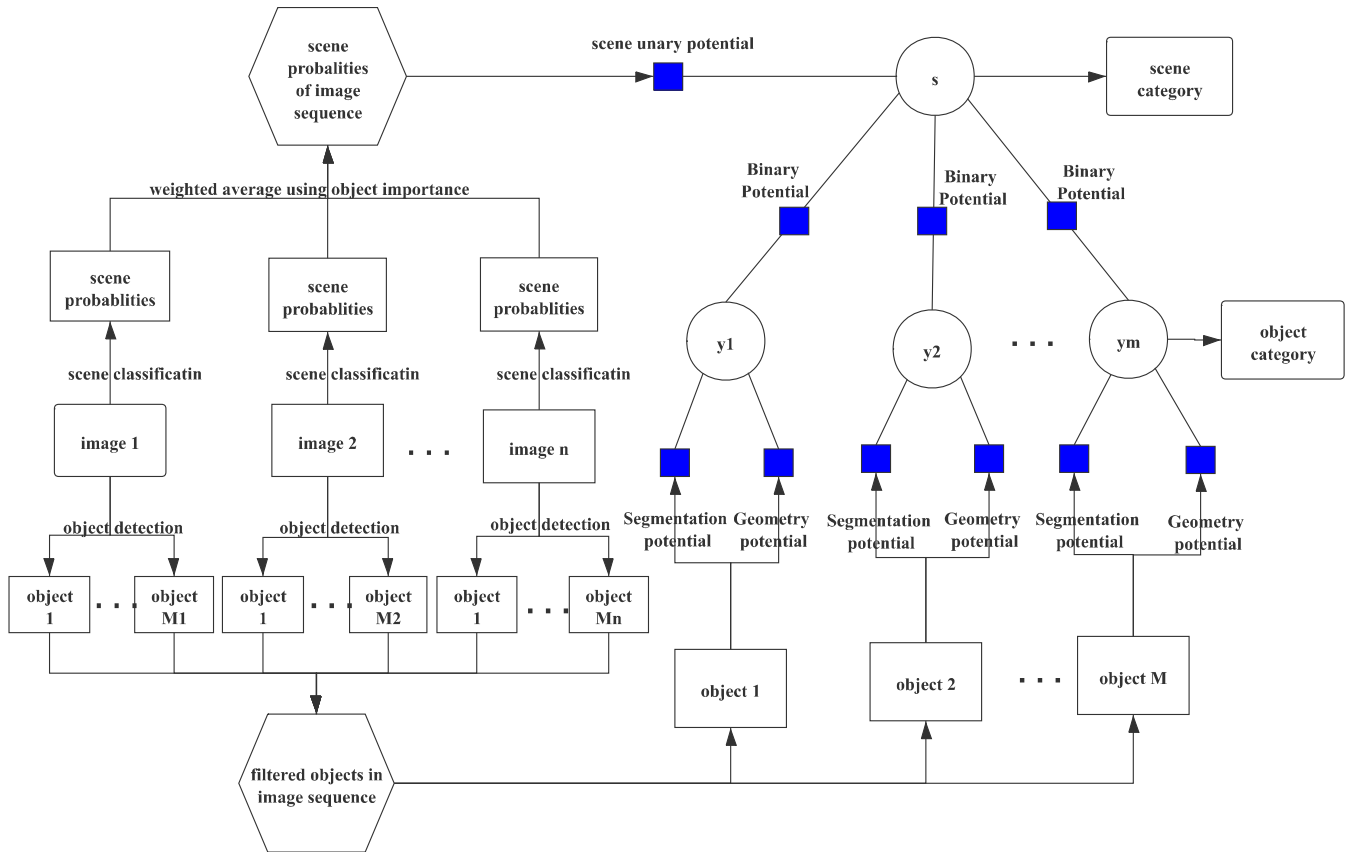 scene
probalities
of image
sequence
scene unary potential
s
scene
category
weighted average using object importance
Binary
Potential
Binary
Potential
Binary
Potential
scene
probablities
scene
probablities
scene
probablities
scene classificatin
scene classificatin
scene classificatin
y1
y2
. . .
ym
object
category
image 1
image 2
. . .
image n
object detection
object detection
object detection
Segmentation
potential
Geometry
potential
Segmentation
potential
Geometry
potential
Segmentation
potential
Geometry
potential
object
1
. . .
object
M1
object
1
. . .
object
M2
object
1
. . .
object
Mn
object 1
object 2
. . .
object M
filtered objects in
image sequence